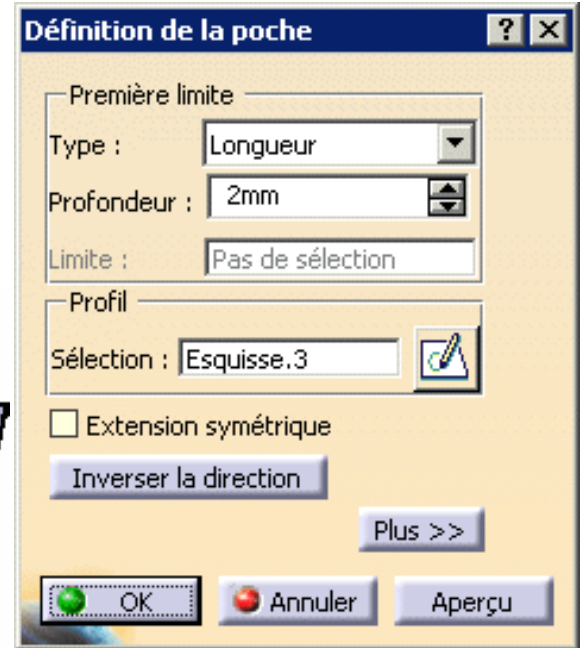 Définition de la poche
Première limite
Type : Longueur
Profondeur : 2mm
Limite : Pas de sélection
Profil
Sélection : Esquisse.3
Extension symétrique
Inverser la direction
Plus >>
OK Annuler Aperçu